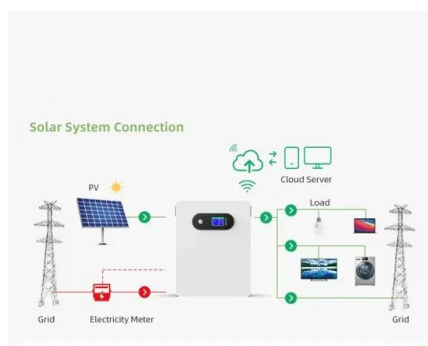 Solar System Connection
Cloud Server
PV
Load
Grid
Electricity Meter
Grid